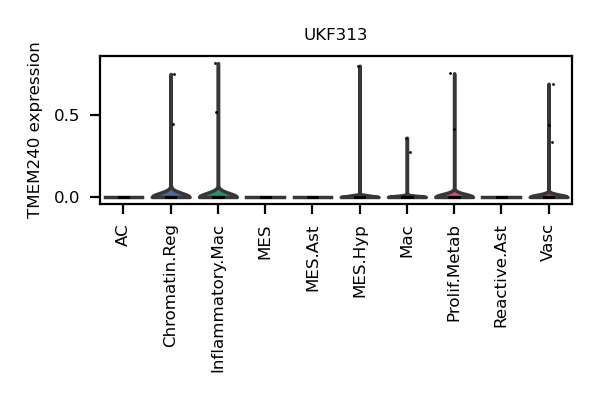 UKF313
TMEM240 expression
0.5
0.0
AC
Chromatin.Reg
Inflammatory.Mac
MES
MES.Ast
MES.Hyp
Mac
Prolif.Metab
Reactive.Ast
Vasc